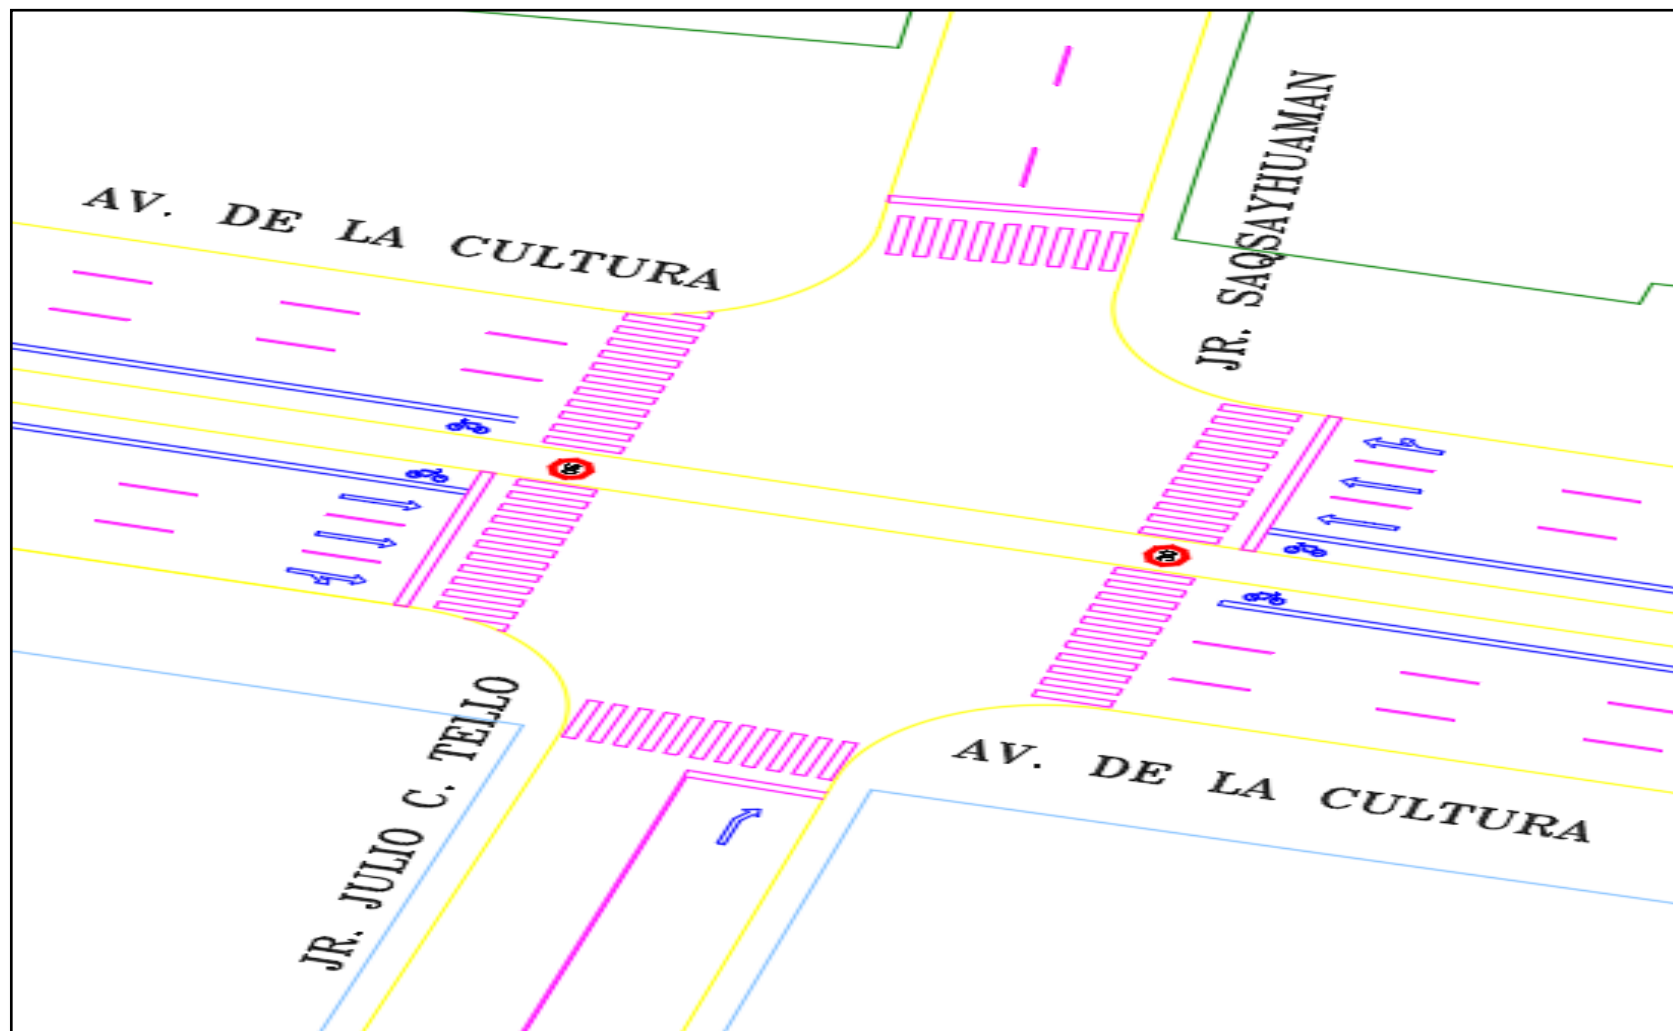 AV. DE LA CULTURA
JR. SAQSAYHUAMAN
JR. JULIO C. TELLO
AV. DE LA CULTURA